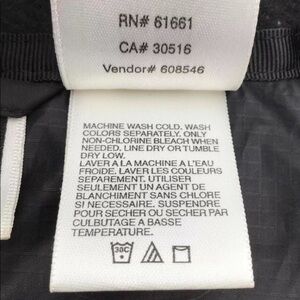 RN# 61661
CA# 30516
Vendor# 608546
MACHINE WASH COLD. WASH
COLORS SEPARATELY. ONLY
NON-CHLORINE BLEACH WHEN
NEEDED. LINE DRY OR TUMBLE
DRY LOW.
LAVER A LA MACHINE A L'EAU
FROIDE. LAVER LES COULEURS
SEPAREMENT. UTILISER
SEULEMENT UN AGENT DE
BLANCHIMENT SANS CHLORE
SI NECESSAIRE. SUSPENDRE
POUR SECHER OU SECHER PAR
CULBUTAGE A BASSE
TEMPERATURE.
30C